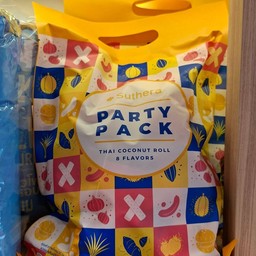 Suthera
PARTY
PACK
THAI COCONUT ROLL
8 FLAVORS
X
X
X